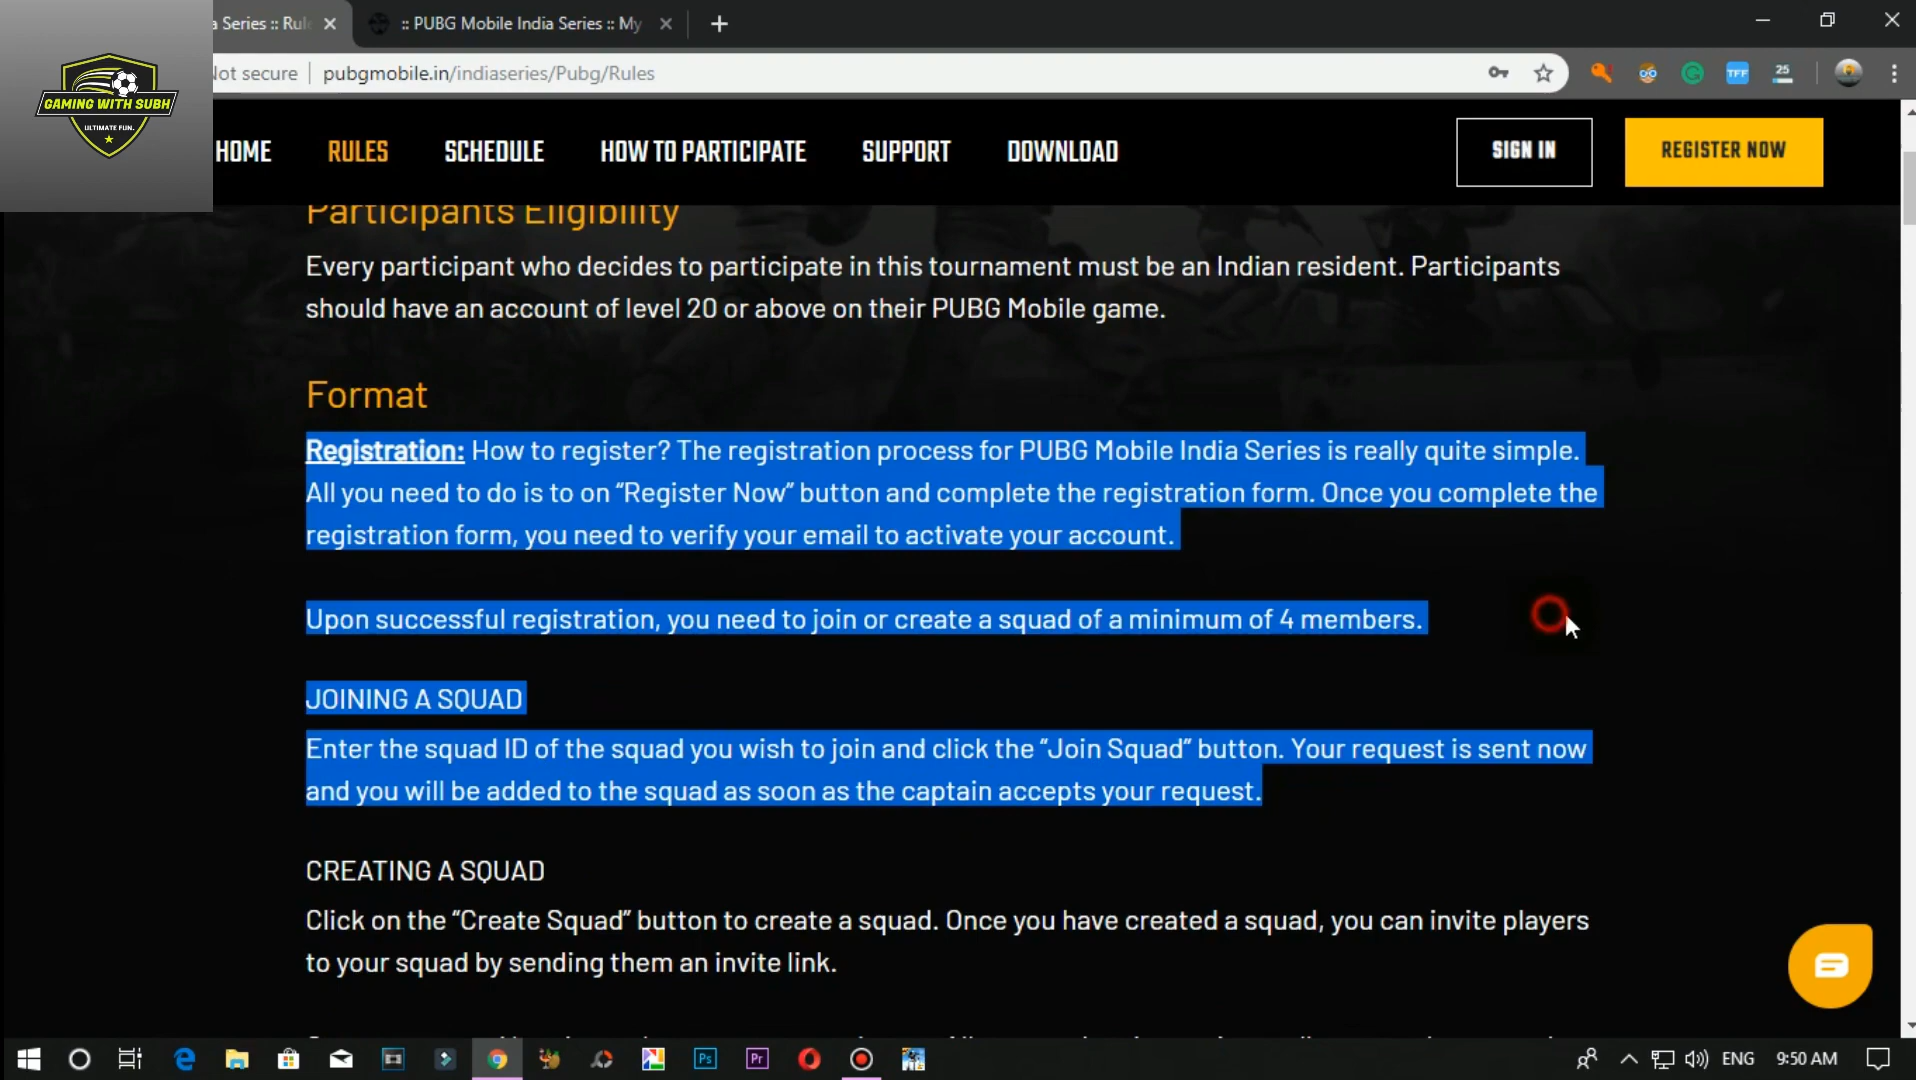 a Series :: Rul
:: PUBG Mobile India Series :: My
GAMING WITH SUBH
ULTIMATE FUN.
Not secure
pubgmobile.in/indiaseries/Pubg/Rules
TFF
25
HOME
RULES
SCHEDULE
HOW TO PARTICIPATE
SUPPORT
DOWNLOAD
SIGN IN
REGISTER NOW
Participants Eligibility
Every participant who decides to participate in this tournament must be an Indian resident. Participants
should have an account of level 20 or above on their PUBG Mobile game.
Format
Registration: How to register? The registration process for PUBG Mobile India Series is really quite simple.
All you need to do is to on “Register Now” button and complete the registration form. Once you complete the
registration form, you need to verify your email to activate your account.
Upon successful registration, you need to join or create a squad of a minimum of 4 members.
JOINING A SQUAD
Enter the squad ID of the squad you wish to join and click the “Join Squad” button. Your request is sent now
and you will be added to the squad as soon as the captain accepts your request.
CREATING A SQUAD
Click on the “Create Squad” button to create a squad. Once you have created a squad, you can invite players
to your squad by sending them an invite link.
Ps
Pr
ENG
9:50 AM